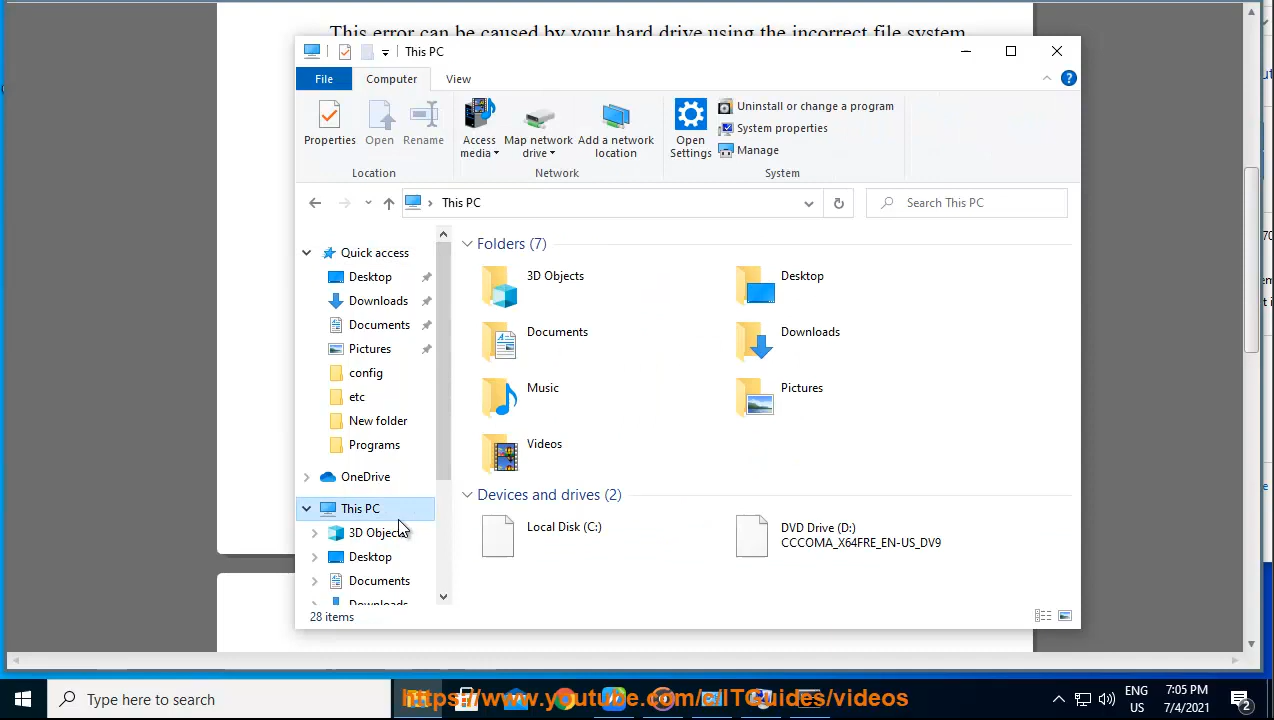 This error can be caused by your hard drive using the incorrect file system
This PC
File
Computer
View
Properties
Open
Rename
Access media
Map network drive
Add a network location
Open Settings
Uninstall or change a program
System properties
Manage
Location
Network
System
This PC
Search This PC
Quick access
Desktop
Downloads
Documents
Pictures
config
etc
New folder
Programs
OneDrive
This PC
3D Objects
Desktop
Documents
Downloads
Folders (7)
3D Objects
Desktop
Documents
Downloads
Music
Pictures
Videos
Devices and drives (2)
Local Disk (C:)
DVD Drive (D:)
CCCOMA_X64FRE_EN-US_DV9
28 items
Type here to search
https://www.youtube.com/c/ITGuides/videos
ENG
US
7:05 PM
7/4/2021
2